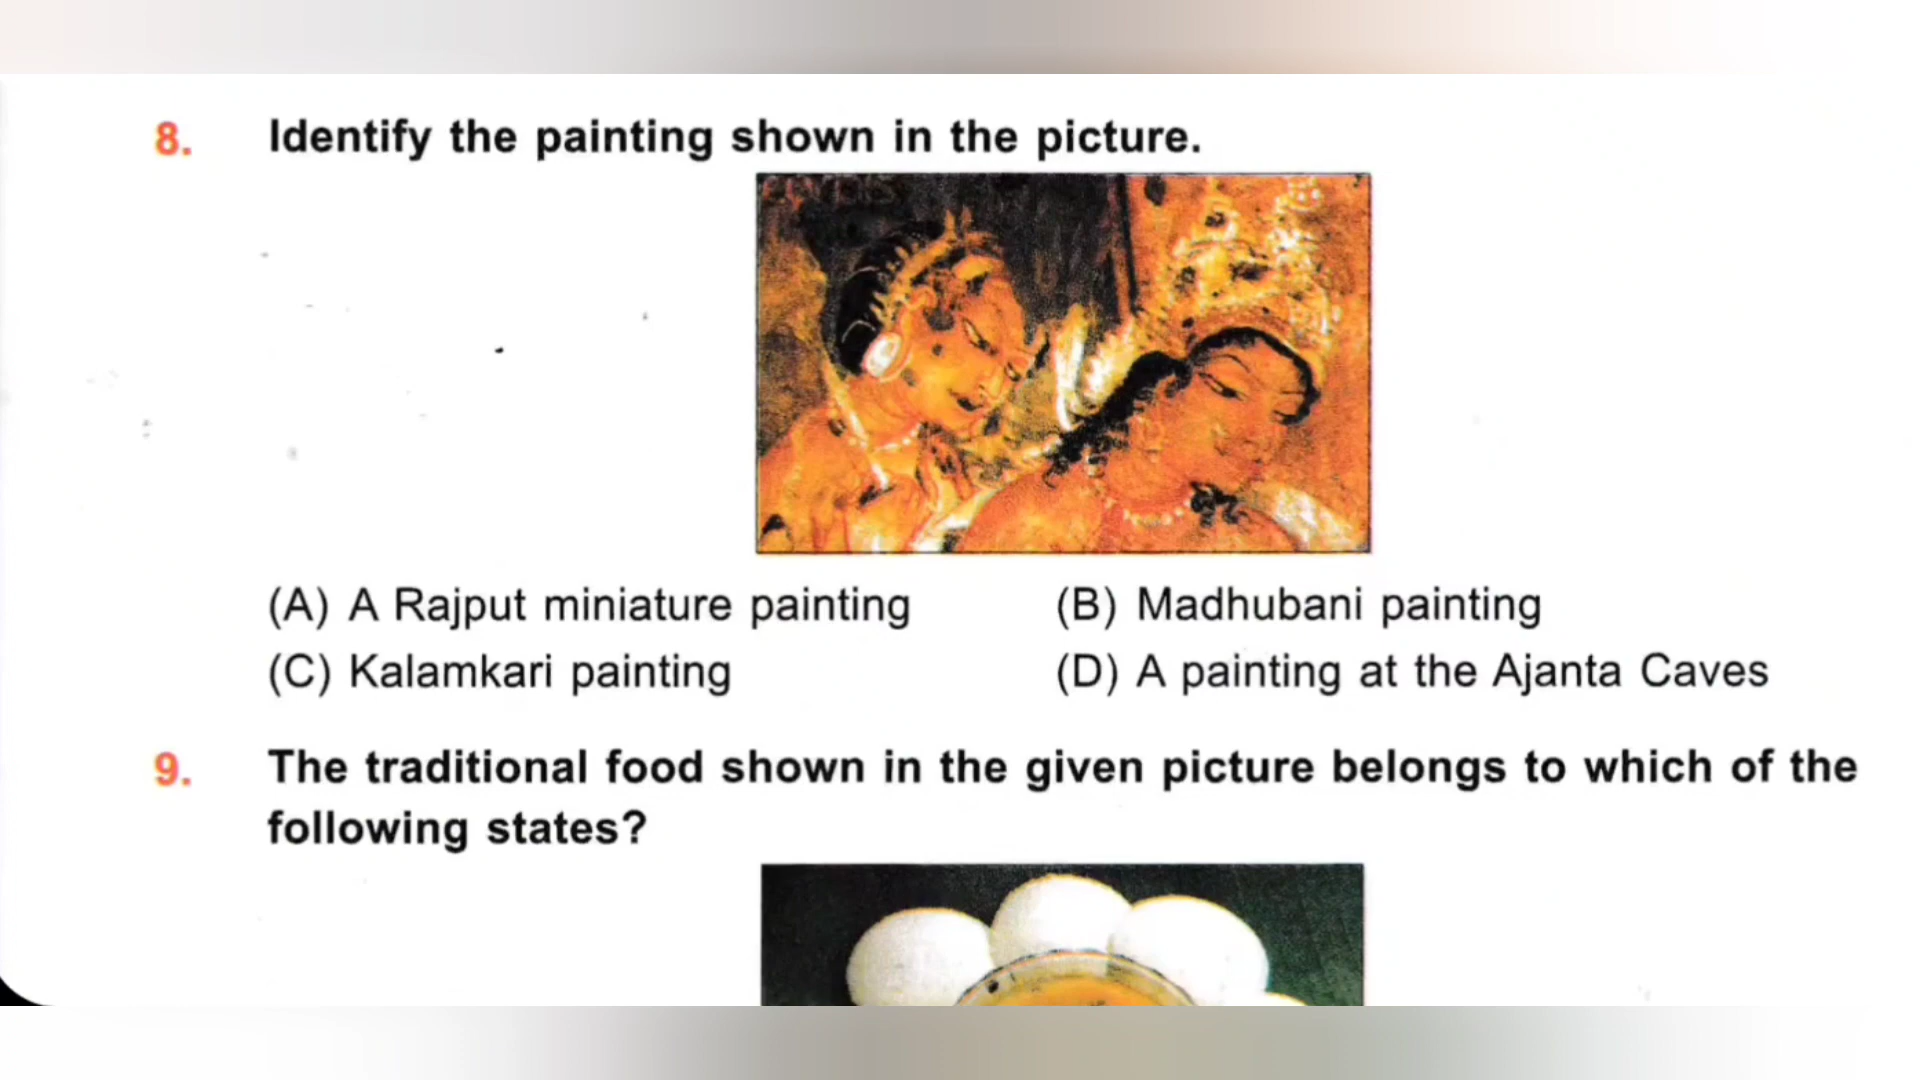 8. Identify the painting shown in the picture.
(A) A Rajput miniature painting (B) Madhubani painting
(C) Kalamkari painting (D) A painting at the Ajanta Caves
9. The traditional food shown in the given picture belongs to which of the
following states?